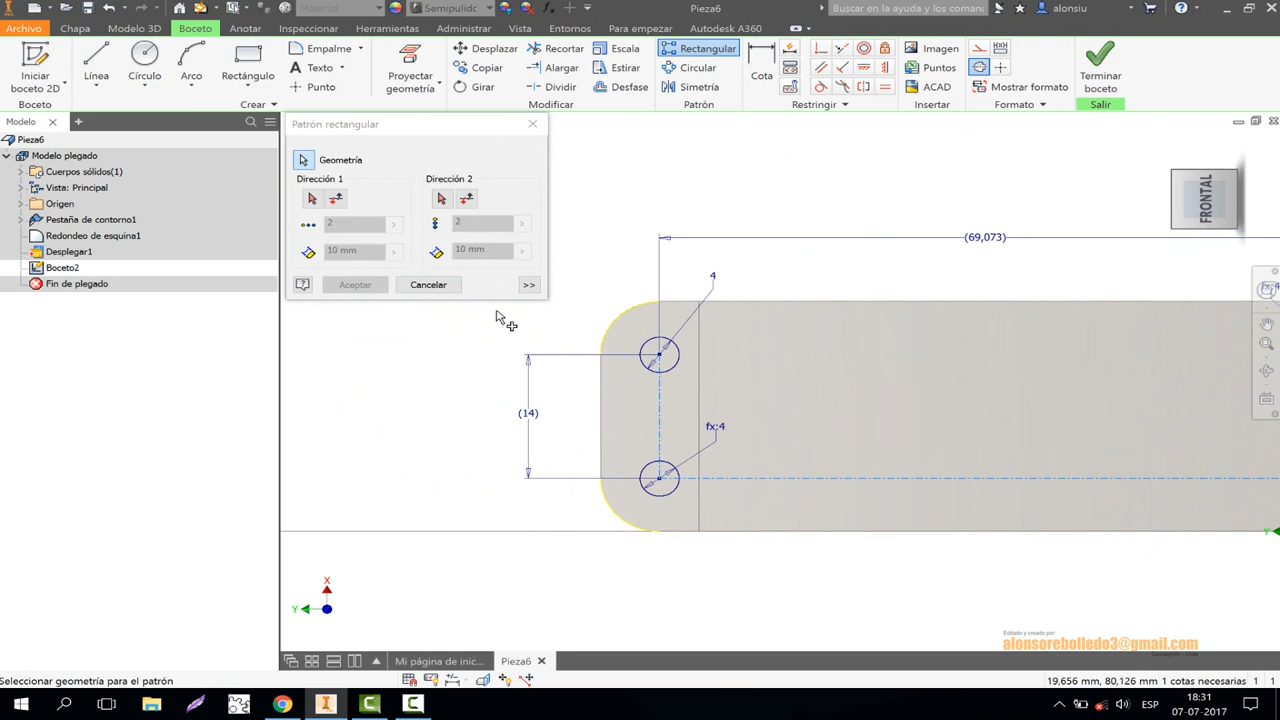 Material
Semipulido
Pieza6
Buscar en la ayuda y los coman
alonsiu
Archivo Chapa Modelo 3D Boceto Anotar Inspeccionar Herramientas Administrar Vista Entornos Para empezar Autodesk A360
Iniciar
boceto 2D
Boceto
Línea
Círculo
Arco
Rectángulo
Empalme
Texto
Punto
Crear
Proyectar
geometría
Desplazar
Copiar
Girar
Recortar
Alargar
Dividir
Escala
Estirar
Desfase
Modificar
Rectangular
Circular
Simetría
Patrón
Cota
Restringir
Imagen
Puntos
ACAD
Insertar
Mostrar formato
Formato
Terminar
boceto
Salir
Modelo
Pieza6
Modelo plegado
Cuerpos sólidos(1)
Vista: Principal
Origen
Pestaña de contorno1
Redondeo de esquina1
Desplegar1
Boceto2
Fin de plegado
Patrón rectangular
Geometría
Dirección 1
Dirección 2
2
2
10 mm
10 mm
Aceptar
Cancelar
>>
FRONTAL
(69,073)
4
(14)
fx:4
X
Y
Y
Editado y creado por:
alonsorebolledo3@gmail.com
Mi página de inic...
Pieza6
Seleccionar geometría para el patrón
19,656 mm, 80,126 mm 1 cotas necesarias 1 1
ESP
18:31
07-07-2017